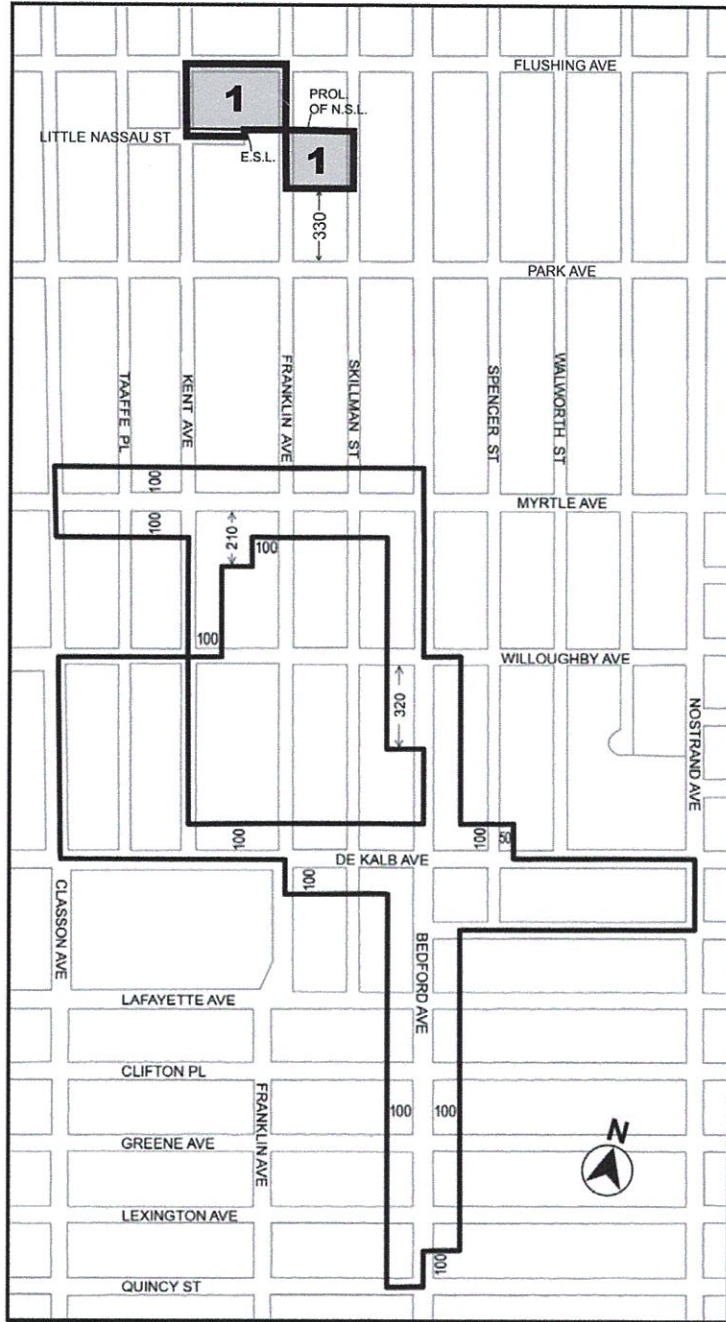 FLUSHING AVE
1
PROL.
OF N.S.L.
LITTLE NASSAU ST
E.S.L.
1
330
PARK AVE
TAAFFE PL
KENT AVE
FRANKLIN AVE
SKILLMAN ST
SPENCER ST
WALWORTH ST
100
MYRTLE AVE
100
210
100
100
WILLOUGHBY AVE
320
NOSTRAND AVE
100
100
50
DE KALB AVE
100
CLASSON AVE
BEDFORD AVE
LAFAYETTE AVE
CLIFTON PL
FRANKLIN AVE
100
100
N
GREENE AVE
LEXINGTON AVE
100
QUINCY ST